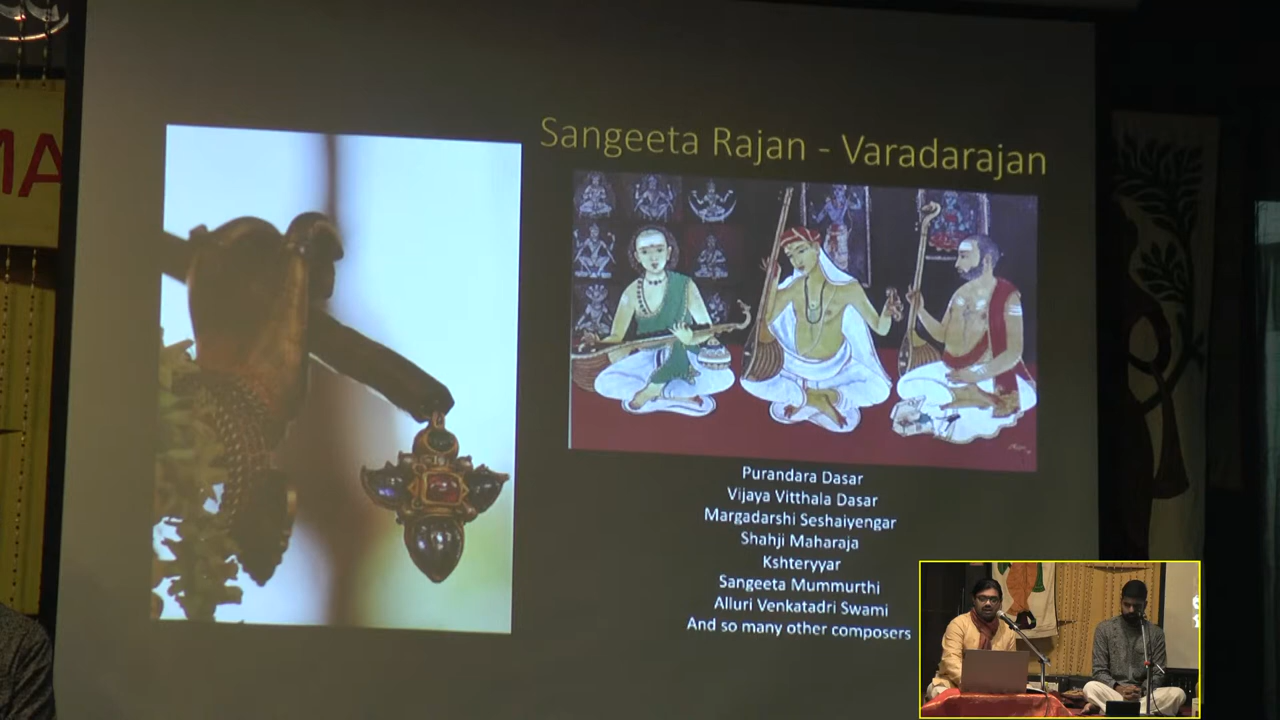 MA
Sangeeta Rajan - Varadarajan
Purandara Dasar
Vijaya Vitthala Dasar
Margadarshi Seshaiyengar
Shahji Maharaja
Kshteryyar
Sangeeta Mummurthi
Alluri Venkatadri Swami
And so many other composers